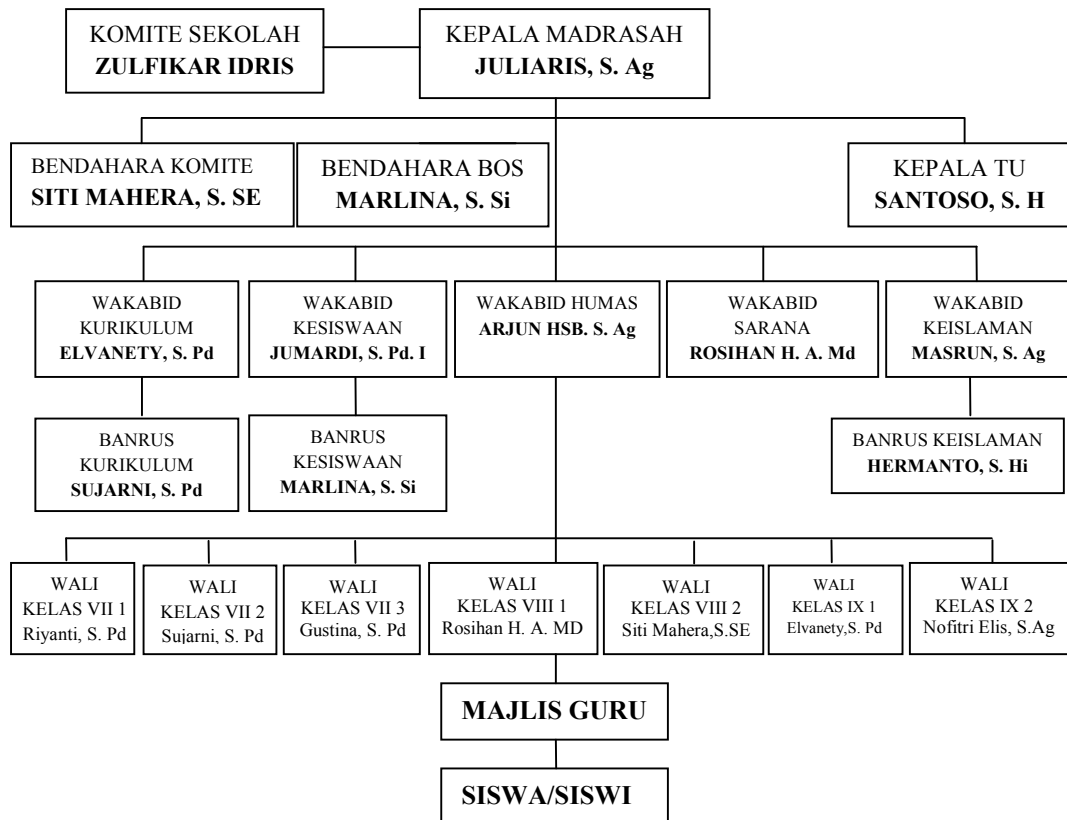 KOMITE SEKOLAH
ZULFIKAR IDRIS
KEPALA MADRASAH
JULIARIS, S. Ag
BENDAHARA KOMITE
SITI MAHERA, S. SE
BENDAHARA BOS
MARLINA, S. Si
KEPALA TU
SANTOSO, S. H
WAKABID
KURIKULUM
ELVANETY, S. Pd
WAKABID
KESISWAAN
JUMARDI, S. Pd. I
WAKABID HUMAS
ARJUN HSB. S. Ag
WAKABID
SARANA
ROSIHAN H. A. Md
WAKABID
KEISLAMAN
MASRUN, S. Ag
BANRUS
KURIKULUM
SUJARNI, S. Pd
BANRUS
KESISWAAN
MARLINA, S. Si
BANRUS KEISLAMAN
HERMANTO, S. Hi
WALI
KELAS VII 1
Riyanti, S. Pd
WALI
KELAS VII 2
Sujarni, S. Pd
WALI
KELAS VII 3
Gustina, S. Pd
WALI
KELAS VIII 1
Rosihan H. A. MD
WALI
KELAS VIII 2
Siti Mahera,S.SE
WALI
KELAS IX 1
Elvanety,S. Pd
WALI
KELAS IX 2
Nofitri Elis, S.Ag
MAJLIS GURU
SISWA/SISWI